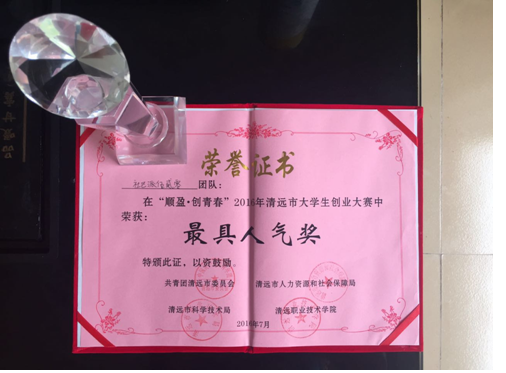 荣誉证书
团队：
在“顺盈·创青春”2016年清远市大学生创业大赛中
荣获：
最具人气奖
特颁此证，以资鼓励。
共青团清远市委员会 清远市人力资源和社会保障局
清远市科学技术局 清远职业技术学院
2016年7月